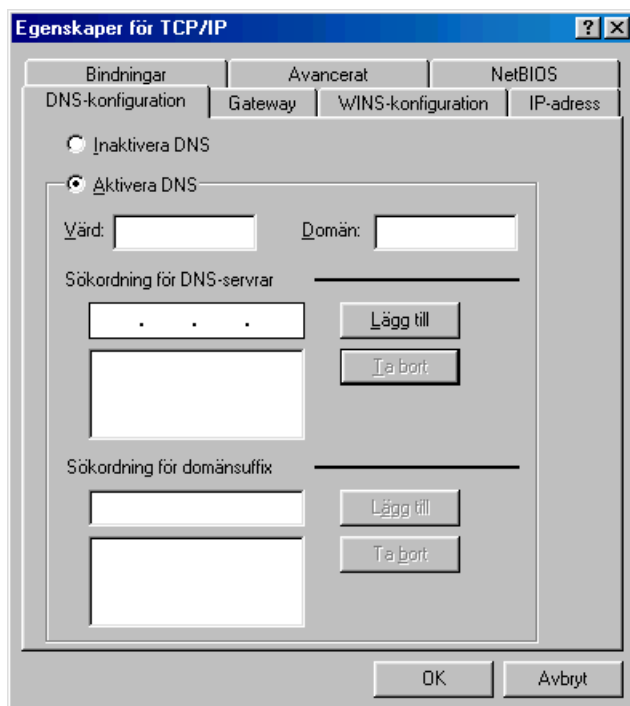 Egenskaper för TCP/IP
Bindningar Avancerat NetBIOS
DNS-konfiguration Gateway WINS-konfiguration IP-adress
Inaktivera DNS
Aktivera DNS
Värd: Domän:
Sökordning för DNS-servrar
. . . Lägg till
Ta bort
Sökordning för domänsuffix
Lägg till
Ta bort
OK Avbryt